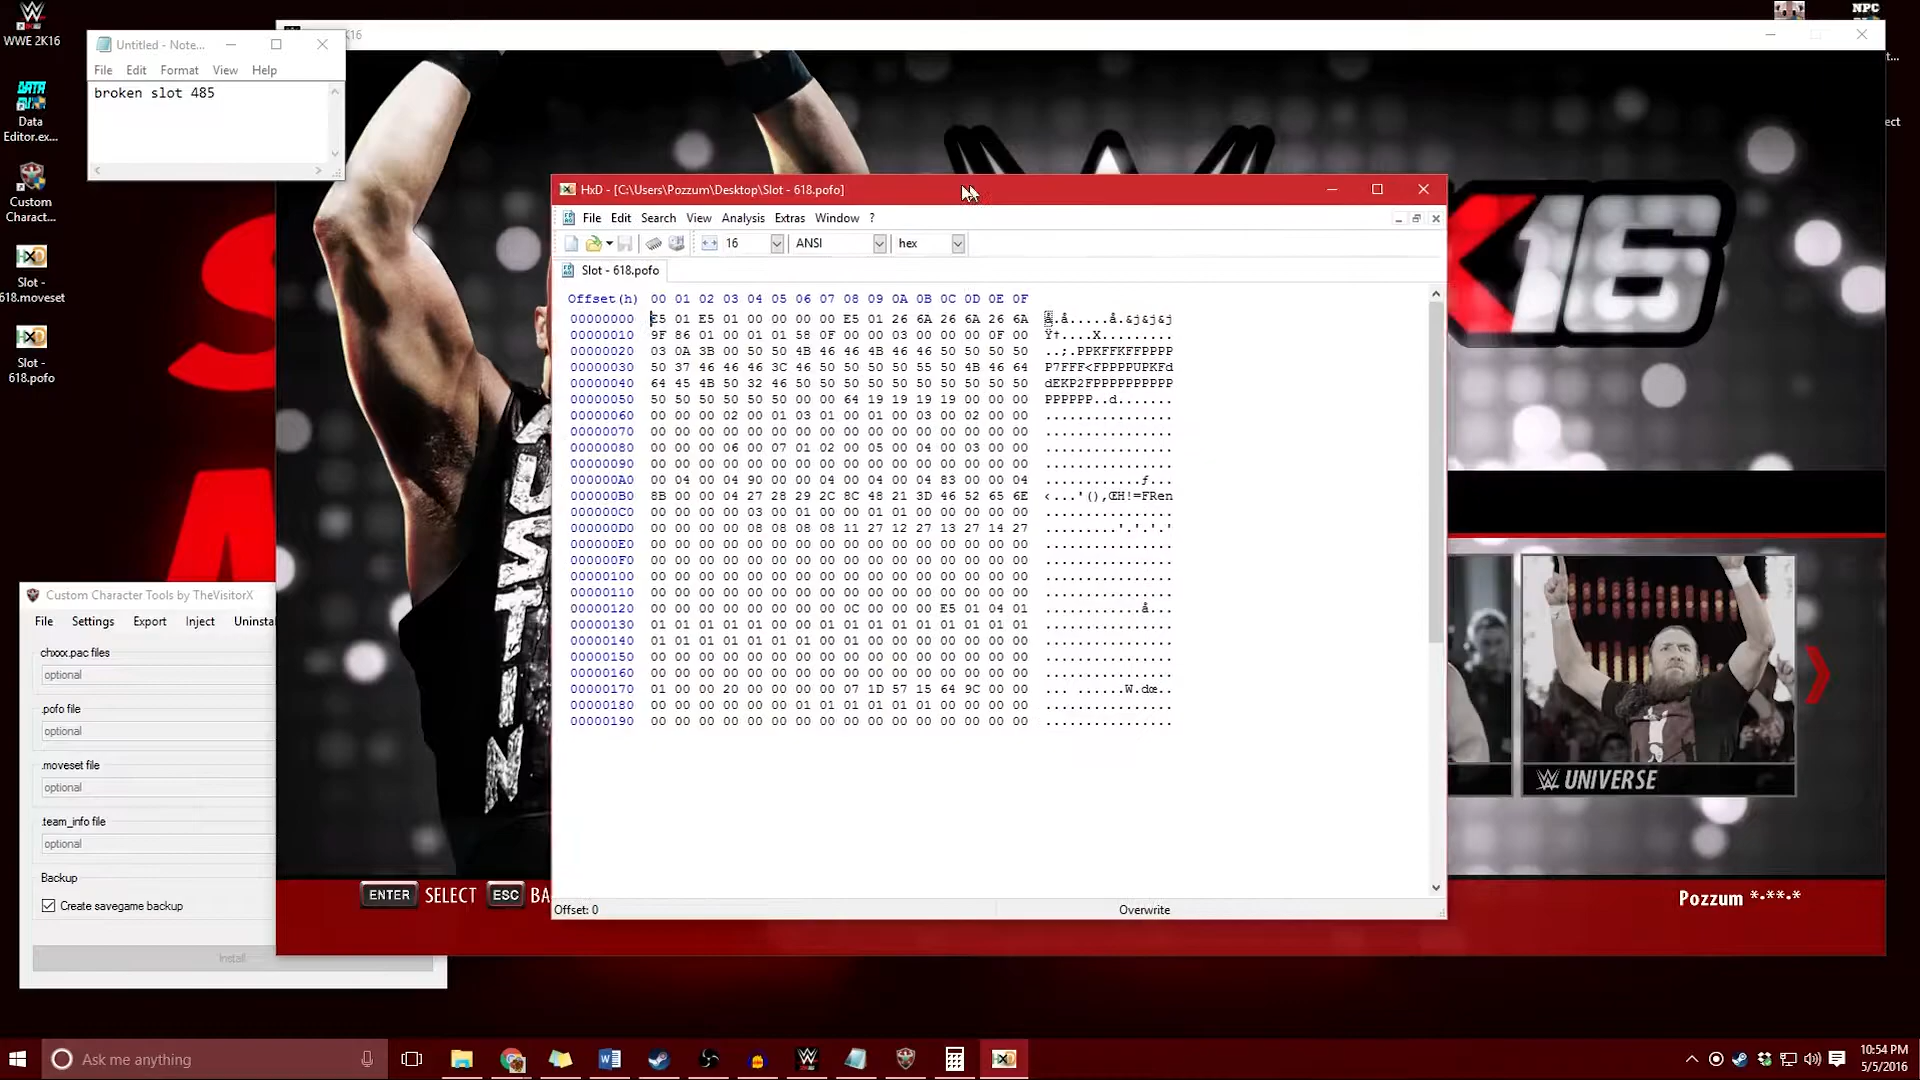 WWE 2K16
Data
Editor.ex...
Custom
Charact...
Slot -
618.moveset
Slot -
618.pofo
Untitled - Note...
File Edit Format View Help
broken slot 485
K16
NPC
HxD - [C:\Users\Pozzum\Desktop\Slot - 618.pofo]
File Edit Search View Analysis Extras Window ?
16 ANSI hex
Slot - 618.pofo
Offset(h) 00 01 02 03 04 05 06 07 08 09 0A 0B 0C 0D 0E 0F
00000000 E5 01 E5 01 00 00 00 00 E5 01 26 6A 26 6A 26 6A å.å.....å.&j&j&j
00000010 9F 86 01 00 01 01 58 0F 00 00 03 00 00 00 0F 00 Ÿ†....X.........
00000020 03 0A 3B 00 50 50 4B 46 46 4B 46 46 50 50 50 50 ..;.PPKFFKFFPPPP
00000030 50 37 46 46 46 3C 46 50 50 50 50 55 50 4B 46 64 P7FFF<FPPPPUPKFd
00000040 64 45 4B 50 32 46 50 50 50 50 50 50 50 50 50 50 dEKP2FPPPPPPPPPP
00000050 50 50 50 50 50 50 00 00 64 19 19 19 19 00 00 00 PPPPPP..d.......
00000060 00 00 00 02 00 01 03 01 00 01 00 03 00 02 00 00 ................
00000070 00 00 00 00 00 00 00 00 00 00 00 00 00 00 00 00 ................
00000080 00 00 00 06 00 07 01 02 00 05 00 04 00 03 00 00 ................
00000090 00 00 00 00 00 00 00 00 00 00 00 00 00 00 00 00 ................
000000A0 00 04 00 04 90 00 00 04 00 04 00 04 83 00 00 04 ............ƒ...
000000B0 8B 00 00 04 27 28 29 2C 8C 48 21 3D 46 52 65 6E ‹...'(),ŒH!=FRen
000000C0 00 00 00 00 03 00 01 00 00 01 01 00 00 00 00 00 ................
000000D0 00 00 00 00 08 08 08 08 11 27 12 27 13 27 14 27 .........'.'.'.'
000000E0 00 00 00 00 00 00 00 00 00 00 00 00 00 00 00 00 ................
000000F0 00 00 00 00 00 00 00 00 00 00 00 00 00 00 00 00 ................
00000100 00 00 00 00 00 00 00 00 00 00 00 00 00 00 00 00 ................
00000110 00 00 00 00 00 00 00 00 00 00 00 00 00 00 00 00 ................
00000120 00 00 00 00 00 00 00 00 0C 00 00 00 E5 01 04 01 ............å...
00000130 01 01 01 01 01 00 00 01 01 01 01 01 01 01 01 01 ................
00000140 01 01 01 01 01 01 01 00 01 00 00 00 00 00 00 00 ................
00000150 00 00 00 00 00 00 00 00 00 00 00 00 00 00 00 00 ................
00000160 00 00 00 00 00 00 00 00 00 00 00 00 00 00 00 00 ................
00000170 01 00 00 20 00 00 00 00 07 1D 57 15 64 9C 00 00 ... ......W.dœ..
00000180 00 00 00 00 00 00 01 01 01 01 01 01 00 00 00 00 ................
00000190 00 00 00 00 00 00 00 00 00 00 00 00 00 00 00 00 ................
Offset: 0 Overwrite
Custom Character Tools by TheVisitorX
File Settings Export Inject Uninsta
chxxx.pac files
optional
.pofo file
optional
.moveset file
optional
.team_info file
optional
Backup
Create savegame backup
Install
K16
UNIVERSE
ENTER SELECT ESC BA
Pozzum *-**-*
Ask me anything
10:54 PM
5/5/2016